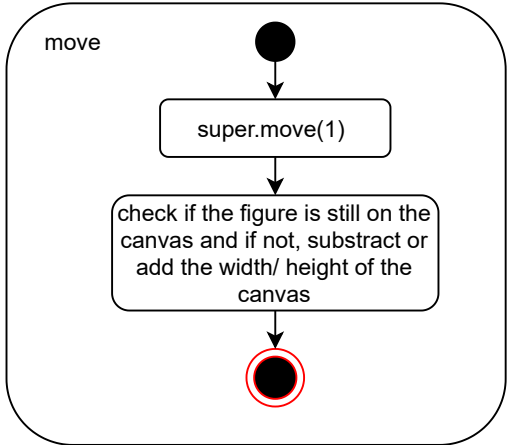 move
super.move(1)
check if the figure is still on the
canvas and if not, substract or
add the width/ height of the
canvas